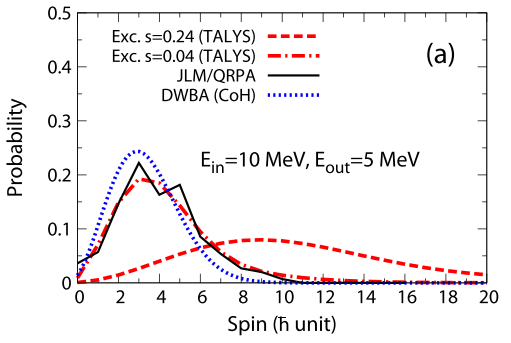 0.5
0.4
0.3
0.2
0.1
0
Probability
Exc. s=0.24 (TALYS)
Exc. s=0.04 (TALYS)
JLM/QRPA
DWBA (CoH)
(a)
Ein=10 MeV, Eout=5 MeV
0 2 4 6 8 10 12 14 16 18 20
Spin (ħ unit)